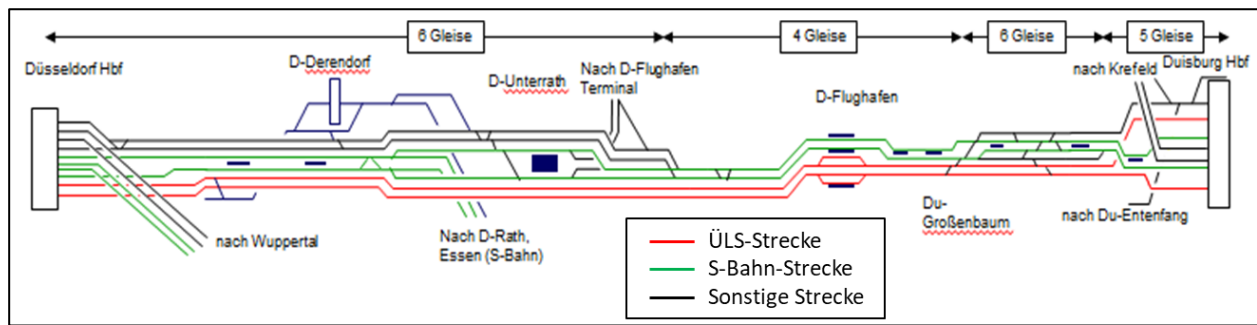 6 Gleise
4 Gleise
6 Gleise
5 Gleise
Düsseldorf Hbf
D-Derendorf
D-Unterrath
Nach D-Flughafen
Terminal
D-Flughafen
nach Krefeld
Duisburg Hbf
nach Wuppertal
Nach D-Rath,
Essen (S-Bahn)
Du-
Großenbaum
nach Du-Entenfang
ÜLS-Strecke
S-Bahn-Strecke
Sonstige Strecke